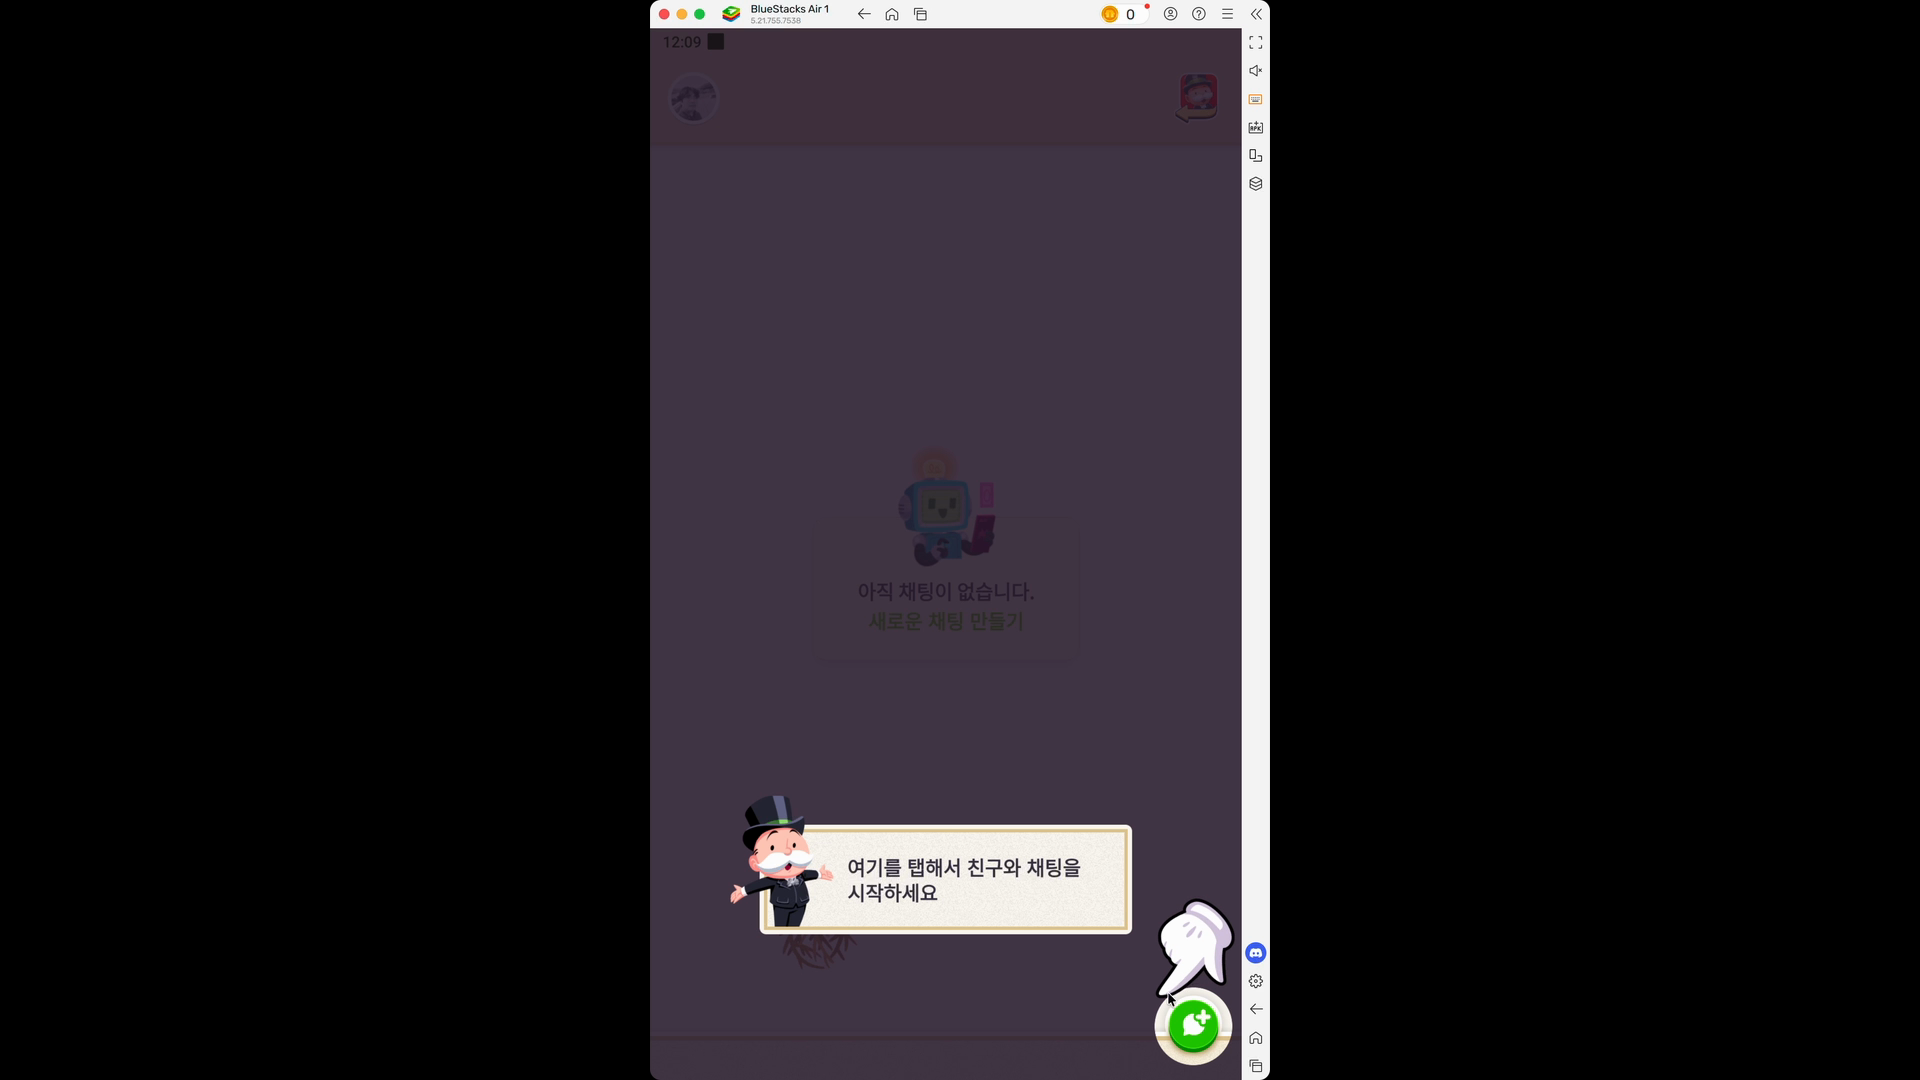 BlueStacks Air 1
5.21.755.7538
0
12:09
아직 채팅이 없습니다.
새로운 채팅 만들기
여기를 탭해서 친구와 채팅을
시작하세요